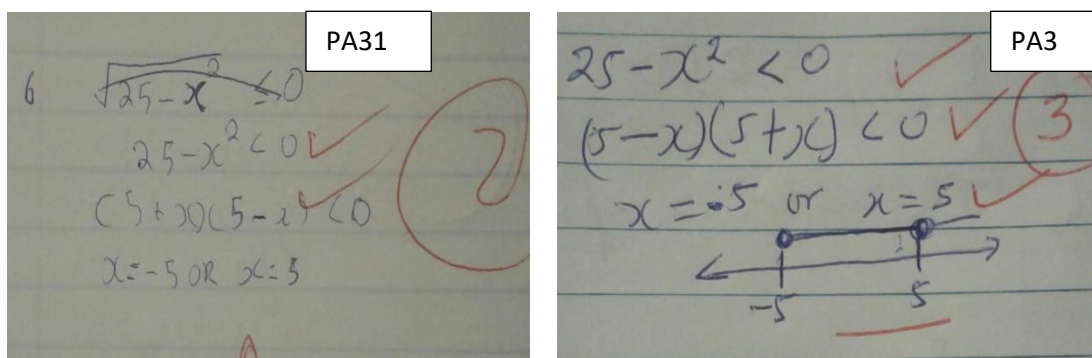 PA31
6 √25-x² ≤ 0
25-x² < 0
(5+x)(5-x) < 0
x=-5 OR x=5
2
PA3
25-x² < 0
(5-x)(5+x) < 0
3
x=-5 or x=5
-5 5